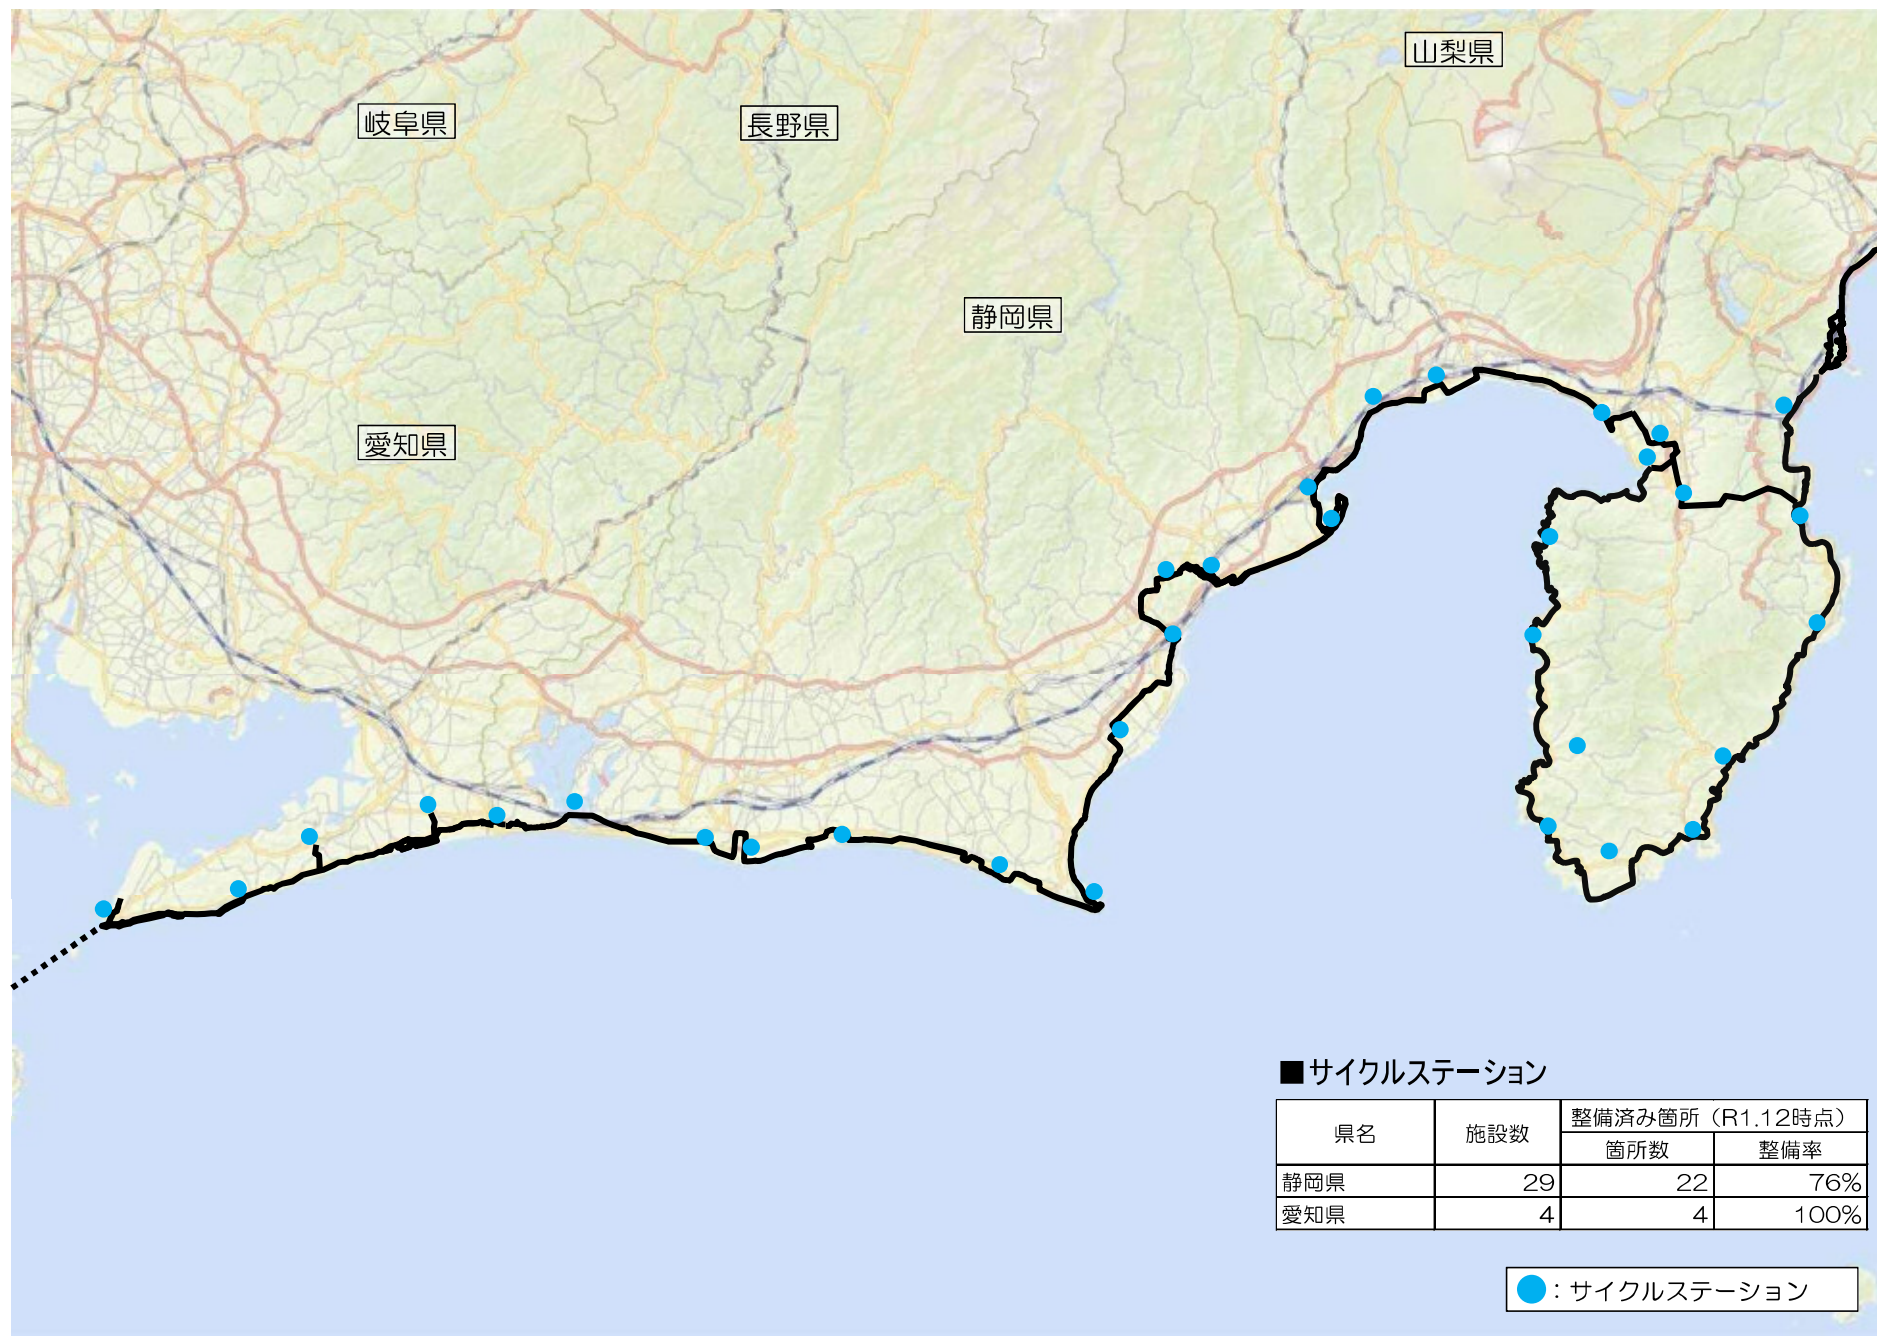 山梨県
岐阜県
長野県
静岡県
愛知県
■サイクルステーション
県名 施設数 整備済み箇所（R1.12時点）
箇所数 整備率
静岡県 29 22 76%
愛知県 4 4 100%
：サイクルステーション